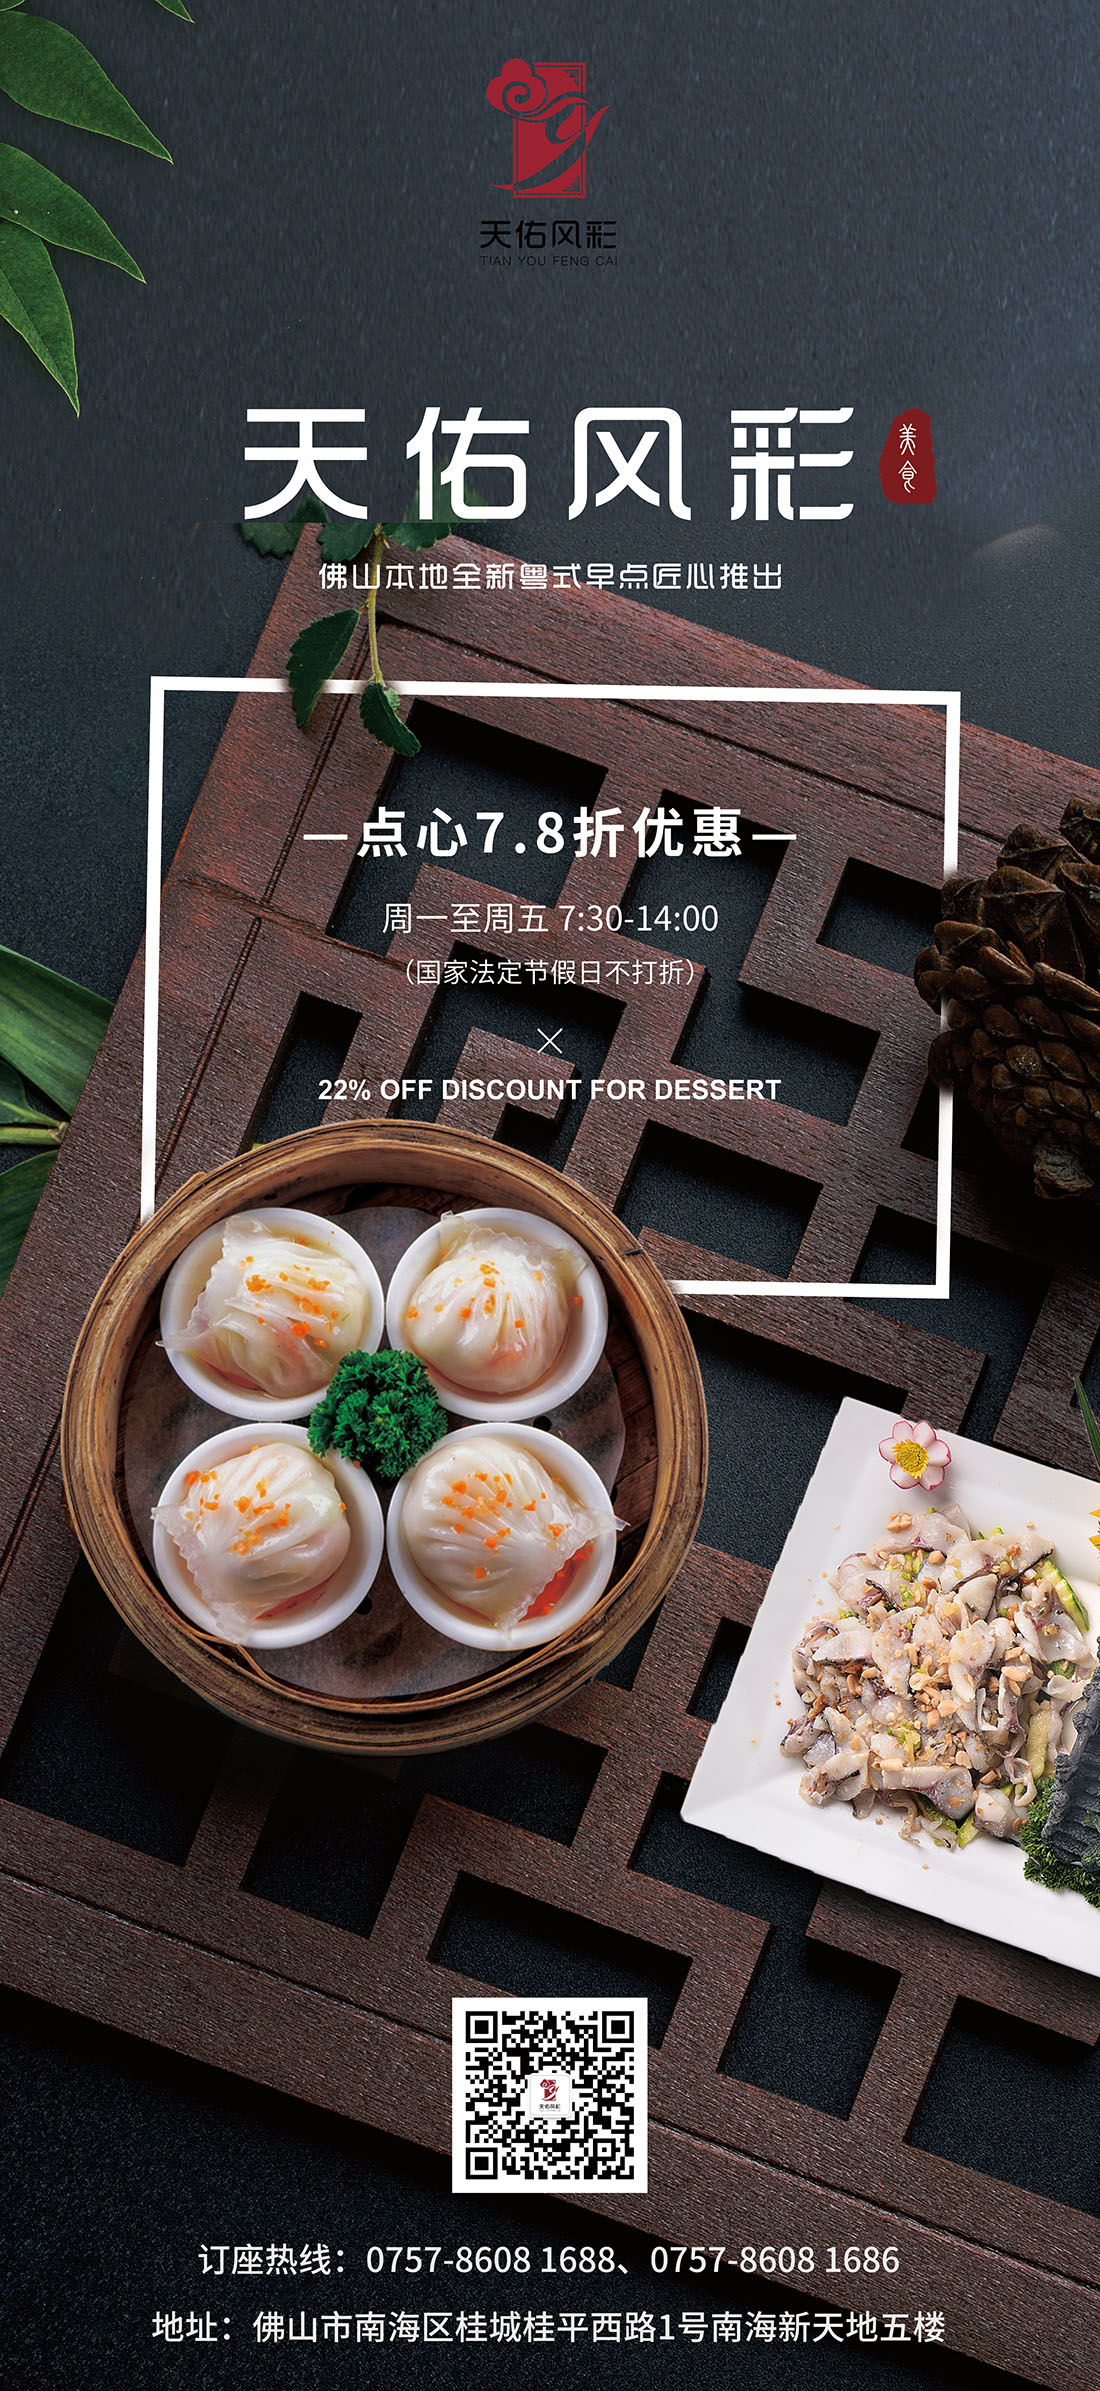 天佑风彩
TIAN YOU FENG CAI
天佑风彩
美食
佛山本地全新粤式早点匠心推出
—点心7.8折优惠—
周一至周五 7:30-14:00
（国家法定节假日不打折）
22% OFF DISCOUNT FOR DESSERT
天佑风彩
订座热线：0757-8608 1688、0757-8608 1686
地址：佛山市南海区桂城桂平西路1号南海新天地五楼